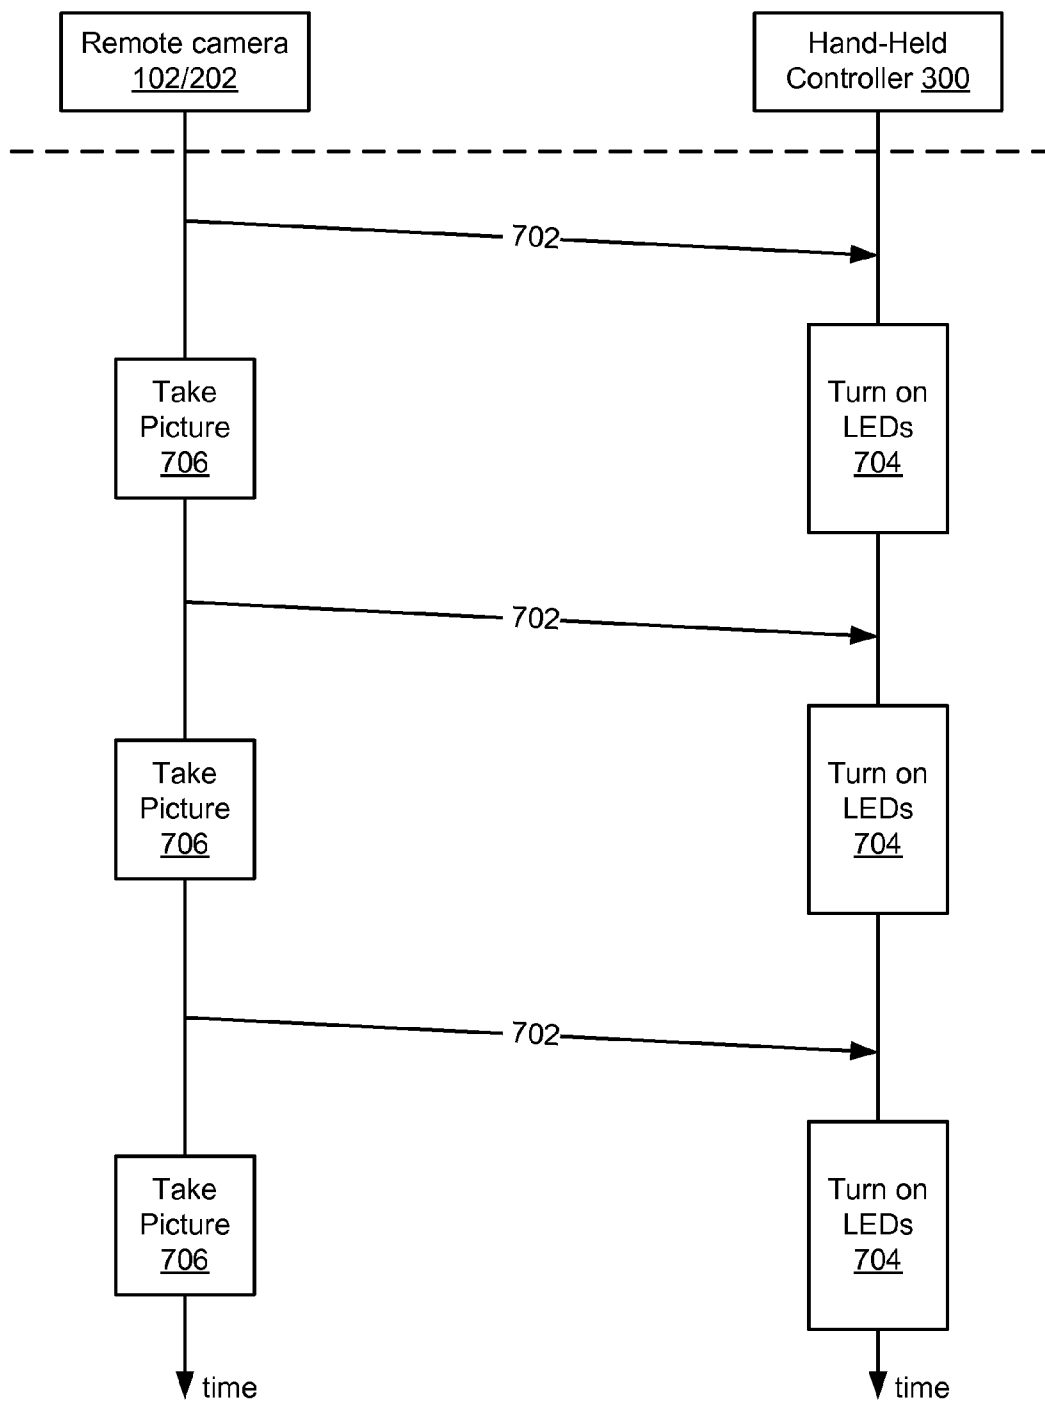 Remote camera
102/202
Hand-Held
Controller 300
702
Take
Picture
706
Turn on
LEDs
704
702
Take
Picture
706
Turn on
LEDs
704
702
Take
Picture
706
Turn on
LEDs
704
time
time